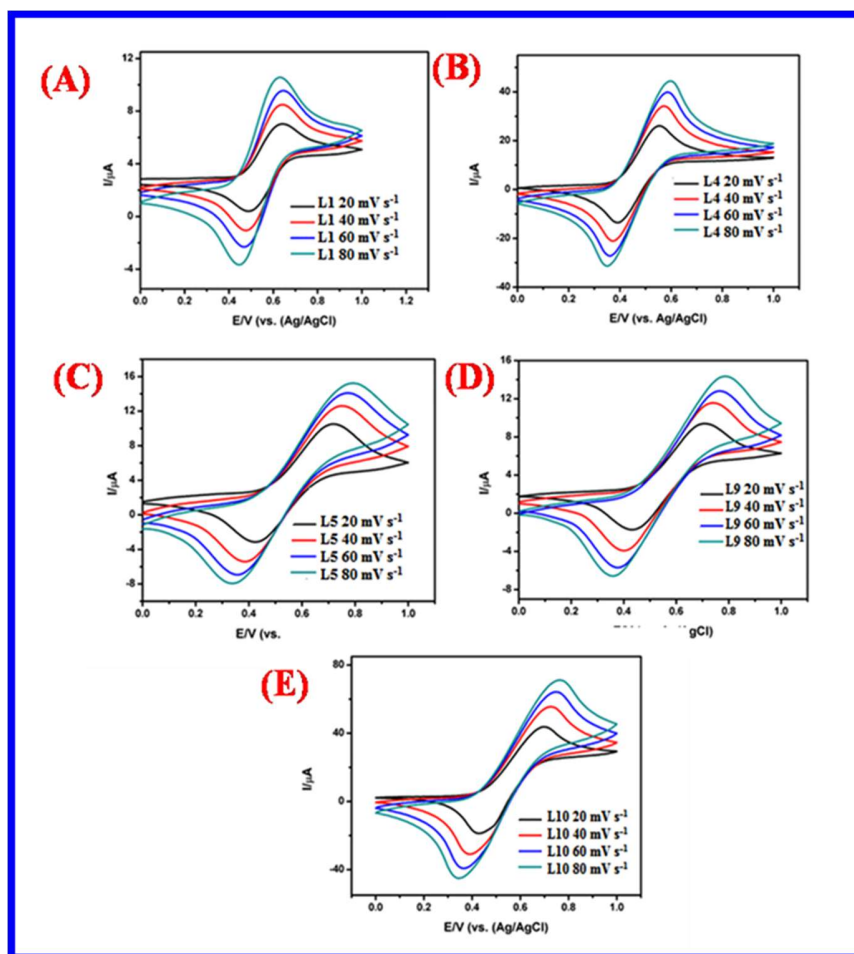 (A)
I/µA
12
8
4
0
-4
0.0 0.2 0.4 0.6 0.8 1.0 1.2
E/V (vs. (Ag/AgCl)
L1 20 mV s-1
L1 40 mV s-1
L1 60 mV s-1
L1 80 mV s-1
(B)
I/µA
40
20
0
-20
-40
0.0 0.2 0.4 0.6 0.8 1.0
E/V (vs. Ag/AgCl)
L4 20 mV s-1
L4 40 mV s-1
L4 60 mV s-1
L4 80 mV s-1
(C)
I/µA
16
12
8
4
0
-4
-8
0.0 0.2 0.4 0.6 0.8 1.0
E/V (vs.
L5 20 mV s-1
L5 40 mV s-1
L5 60 mV s-1
L5 80 mV s-1
(D)
I/µA
16
12
8
4
0
-4
-8
0.0 0.2 0.4 0.6 0.8 1.0
gCl)
L9 20 mV s-1
L9 40 mV s-1
L9 60 mV s-1
L9 80 mV s-1
(E)
I/µA
80
40
0
-40
0.0 0.2 0.4 0.6 0.8 1.0
E/V (vs. (Ag/AgCl)
L10 20 mV s-1
L10 40 mV s-1
L10 60 mV s-1
L10 80 mV s-1